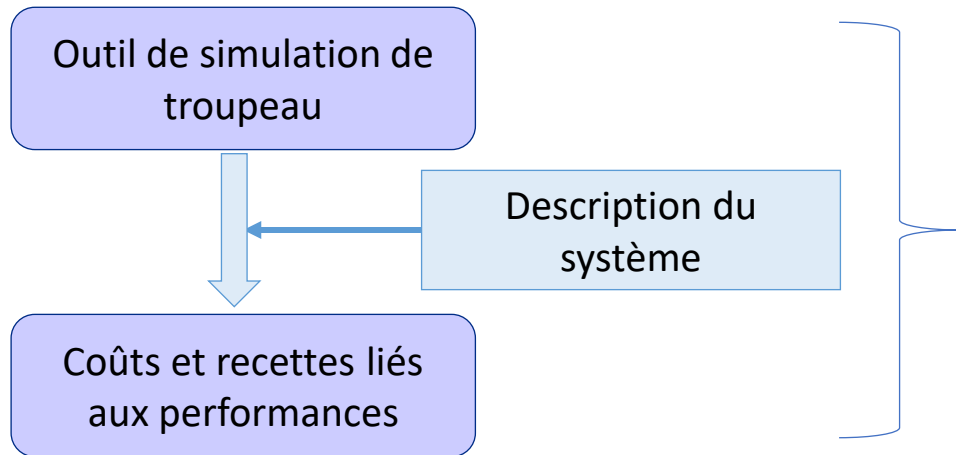 Outil de simulation de
troupeau
Description du
système
Coûts et recettes liés
aux performances